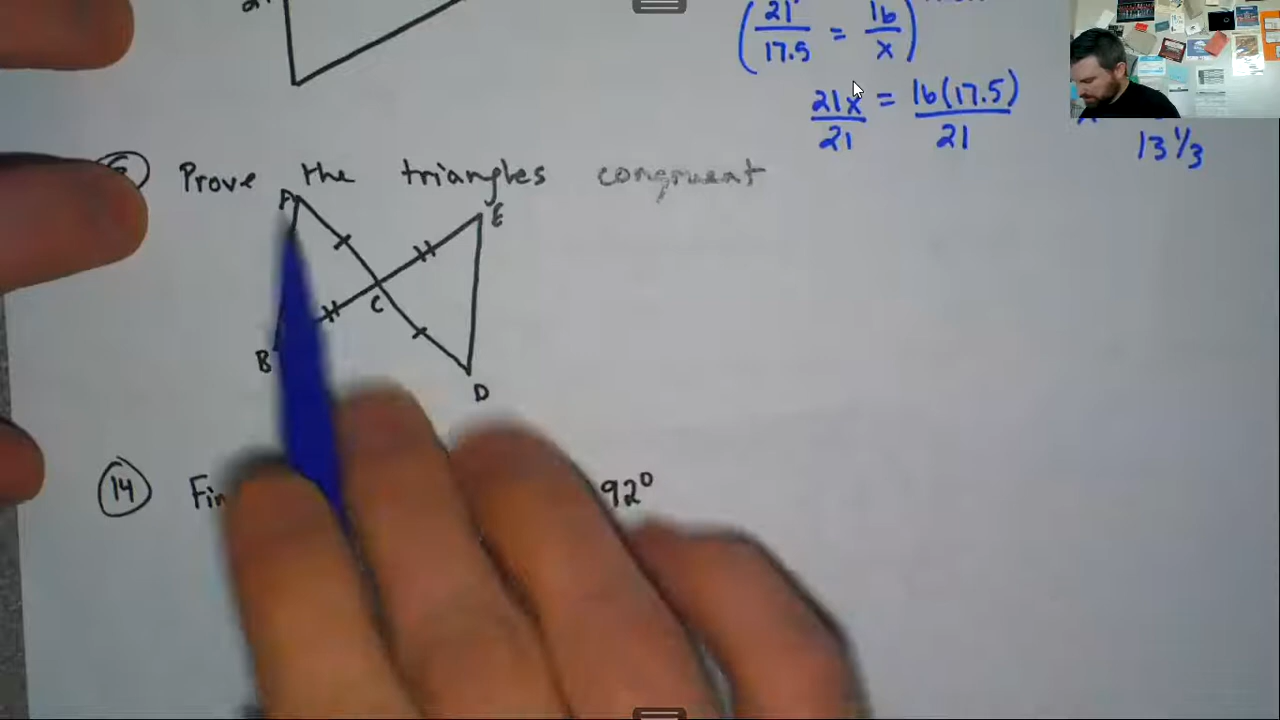 21
21 / 17.5 = 16 / x
21x / 21 = 16(17.5) / 21
13 1/3
Prove the triangles congruent
A
E
C
B
D
14 92°